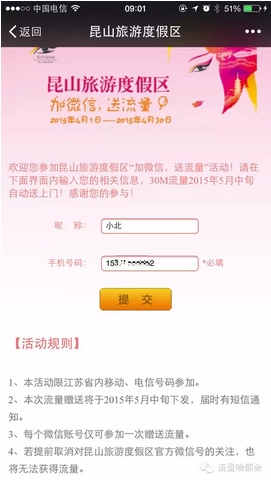 中国电信 09:01 51%
返回 昆山旅游度假区
昆山旅游度假区
加微信，送流量
2015年4月1日——2015年4月30日
欢迎您参加昆山旅游度假区“加微信、送流量”活动！请在
下面界面内输入您的相关信息，30M流量2015年5月中旬
自动送上门！感谢您的参与！
昵 称： 小北
手机号码： *必填
提 交
【活动规则】
1、本活动限江苏省内移动、电信号码参加。
2、本次流量赠送将于2015年5月中下发，届时有短信通
知。
3、每个微信账号仅可参加一次赠送流量。
4、若提前取消对昆山旅游度假区官方微信号的关注，也
将无法获得流量。
流量啥都会